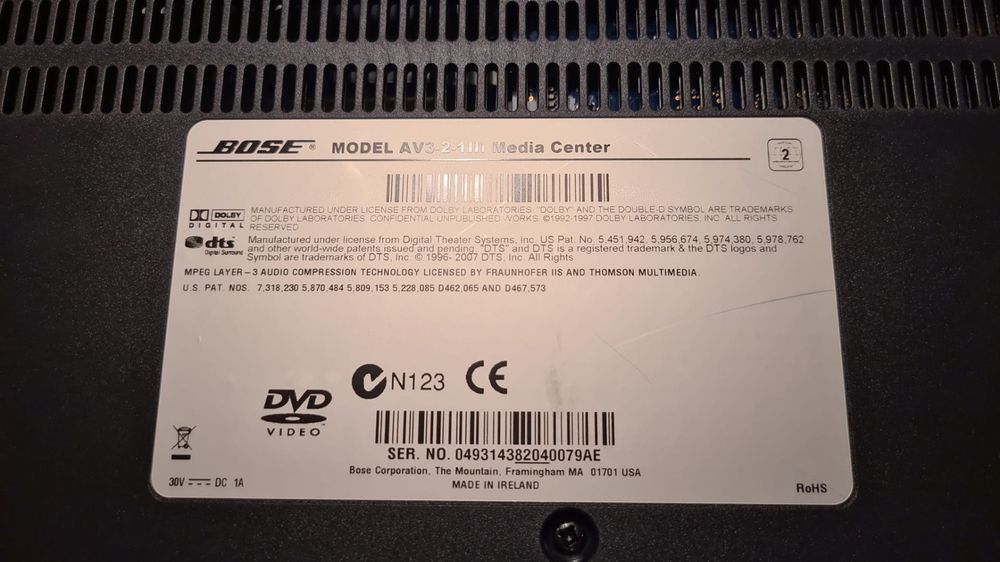 BOSE® MODEL AV3-2-1III Media Center
2
DOLBY
DIGITAL
MANUFACTURED UNDER LICENSE FROM DOLBY LABORATORIES. "DOLBY" AND THE DOUBLE-D SYMBOL ARE TRADEMARKS
OF DOLBY LABORATORIES. CONFIDENTIAL UNPUBLISHED WORKS. ©1992-1997 DOLBY LABORATORIES, INC. ALL RIGHTS
RESERVED
dts
Digital Surround
Manufactured under license from Digital Theater Systems, Inc. US Pat. No. 5,451,942, 5,956,674, 5,974,380, 5,978,762
and other world-wide patents issued and pending. "DTS" and DTS is a registered trademark & the DTS logos and
Symbol are trademarks of DTS, Inc. © 1996- 2007 DTS, Inc. All Rights
MPEG LAYER-3 AUDIO COMPRESSION TECHNOLOGY LICENSED BY FRAUNHOFER IIS AND THOMSON MULTIMEDIA.
U.S. PAT. NOS. 7,318,230 5,870,484 5,809,153 5,228,085 D462,065 AND D467,573
N123 CE
DVD
VIDEO
SER. NO. 049314382040079AE
Bose Corporation, The Mountain, Framingham MA 01701 USA
MADE IN IRELAND
30V DC 1A
RoHS